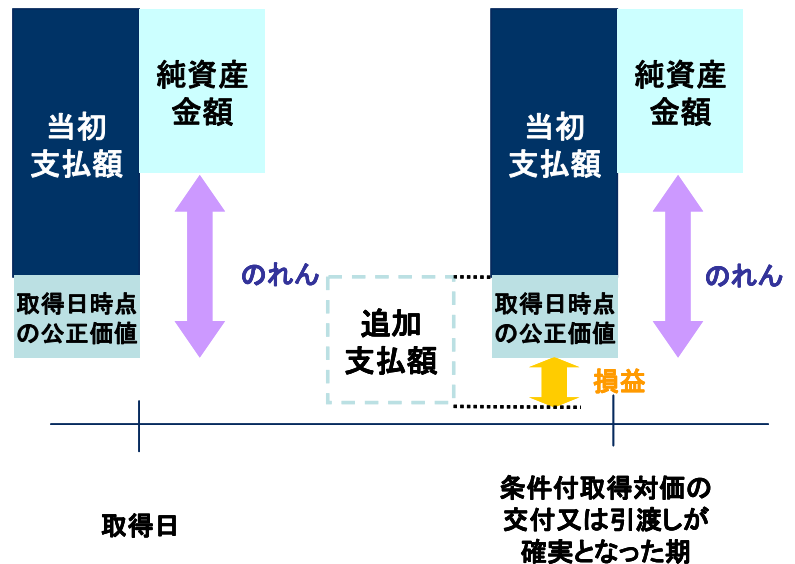 当初
支払額
純資産
金額
のれん
取得日時点
の公正価値
追加
支払額
当初
支払額
純資産
金額
のれん
取得日時点
の公正価値
損益
取得日
条件付取得対価の
交付又は引渡しが
確実となった期